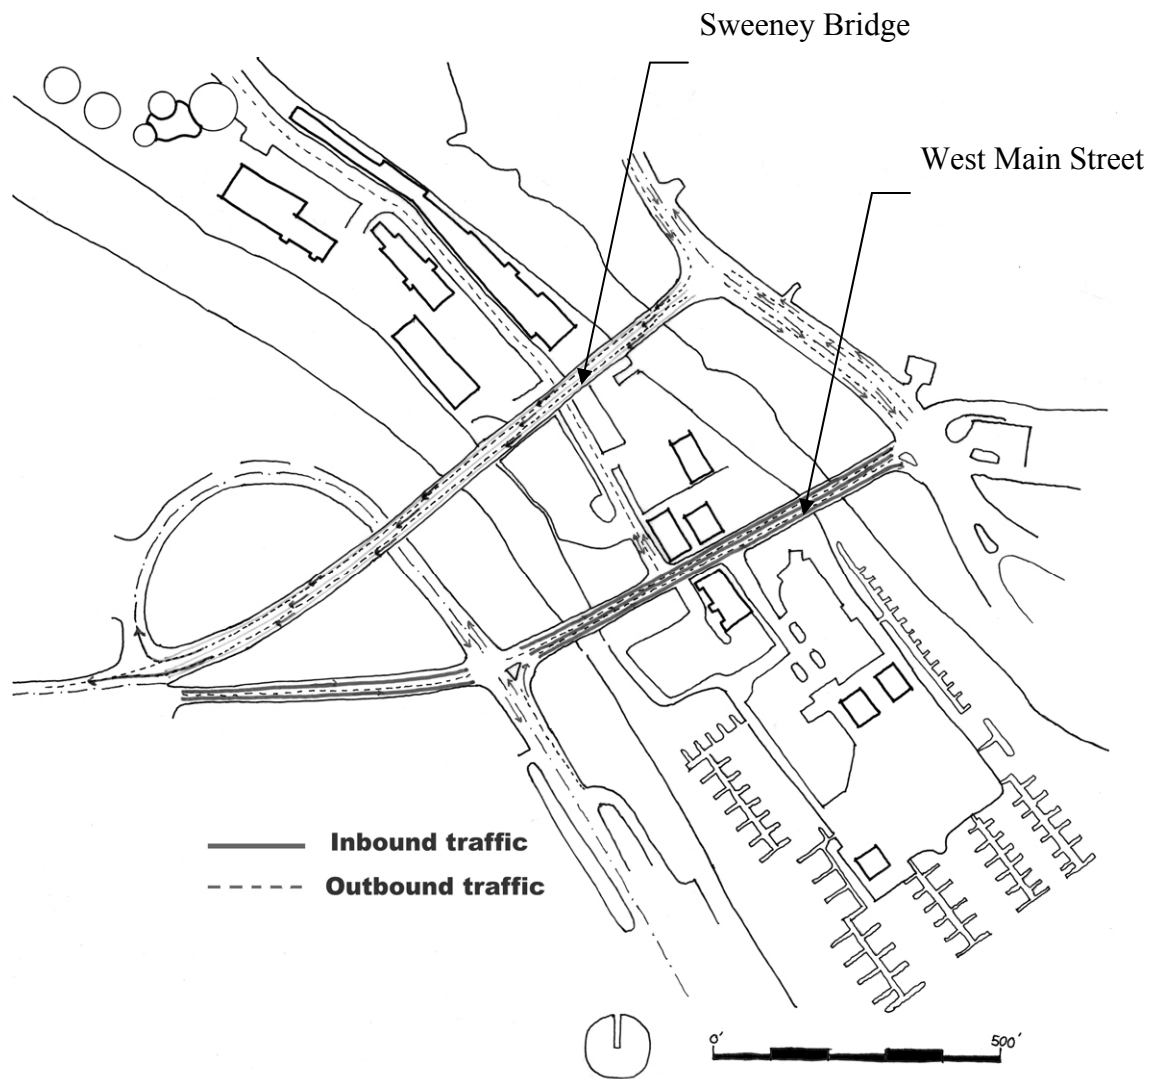 Sweeney Bridge
West Main Street
Inbound traffic
Outbound traffic
0' 500'